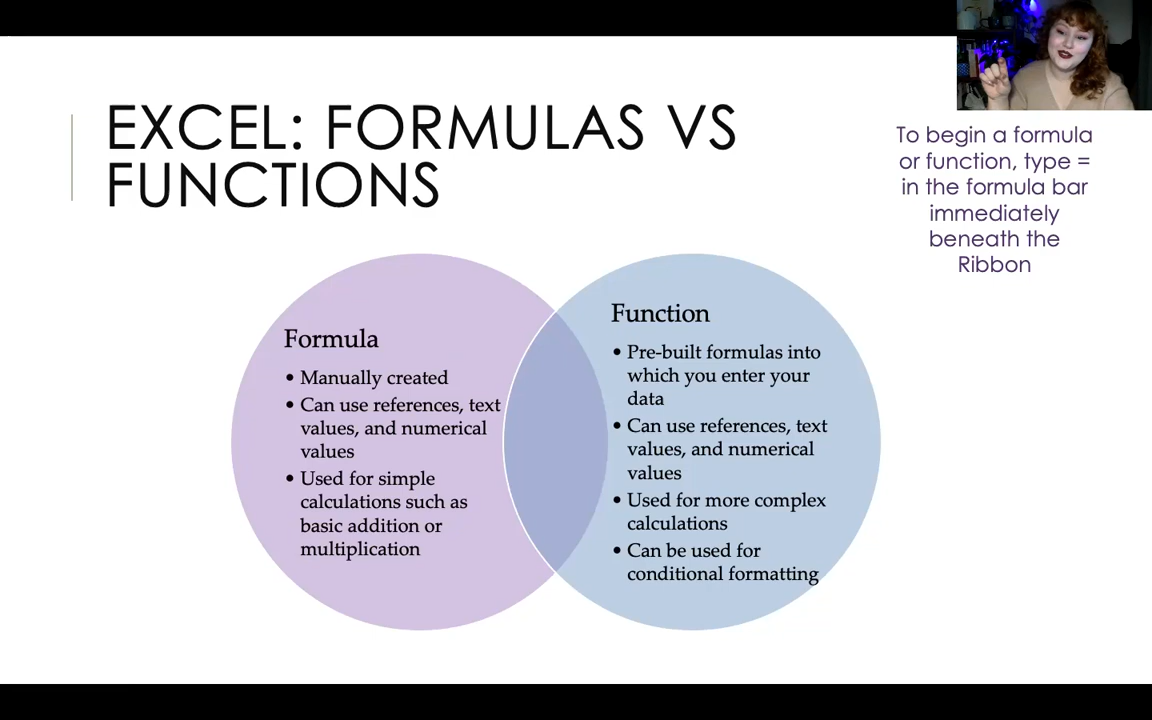 EXCEL: FORMULAS VS
FUNCTIONS
To begin a formula
or function, type =
in the formula bar
immediately
beneath the
Ribbon
Formula
• Manually created
• Can use references, text
values, and numerical
values
• Used for simple
calculations such as
basic addition or
multiplication
Function
• Pre-built formulas into
which you enter your
data
• Can use references, text
values, and numerical
values
• Used for more complex
calculations
• Can be used for
conditional formatting